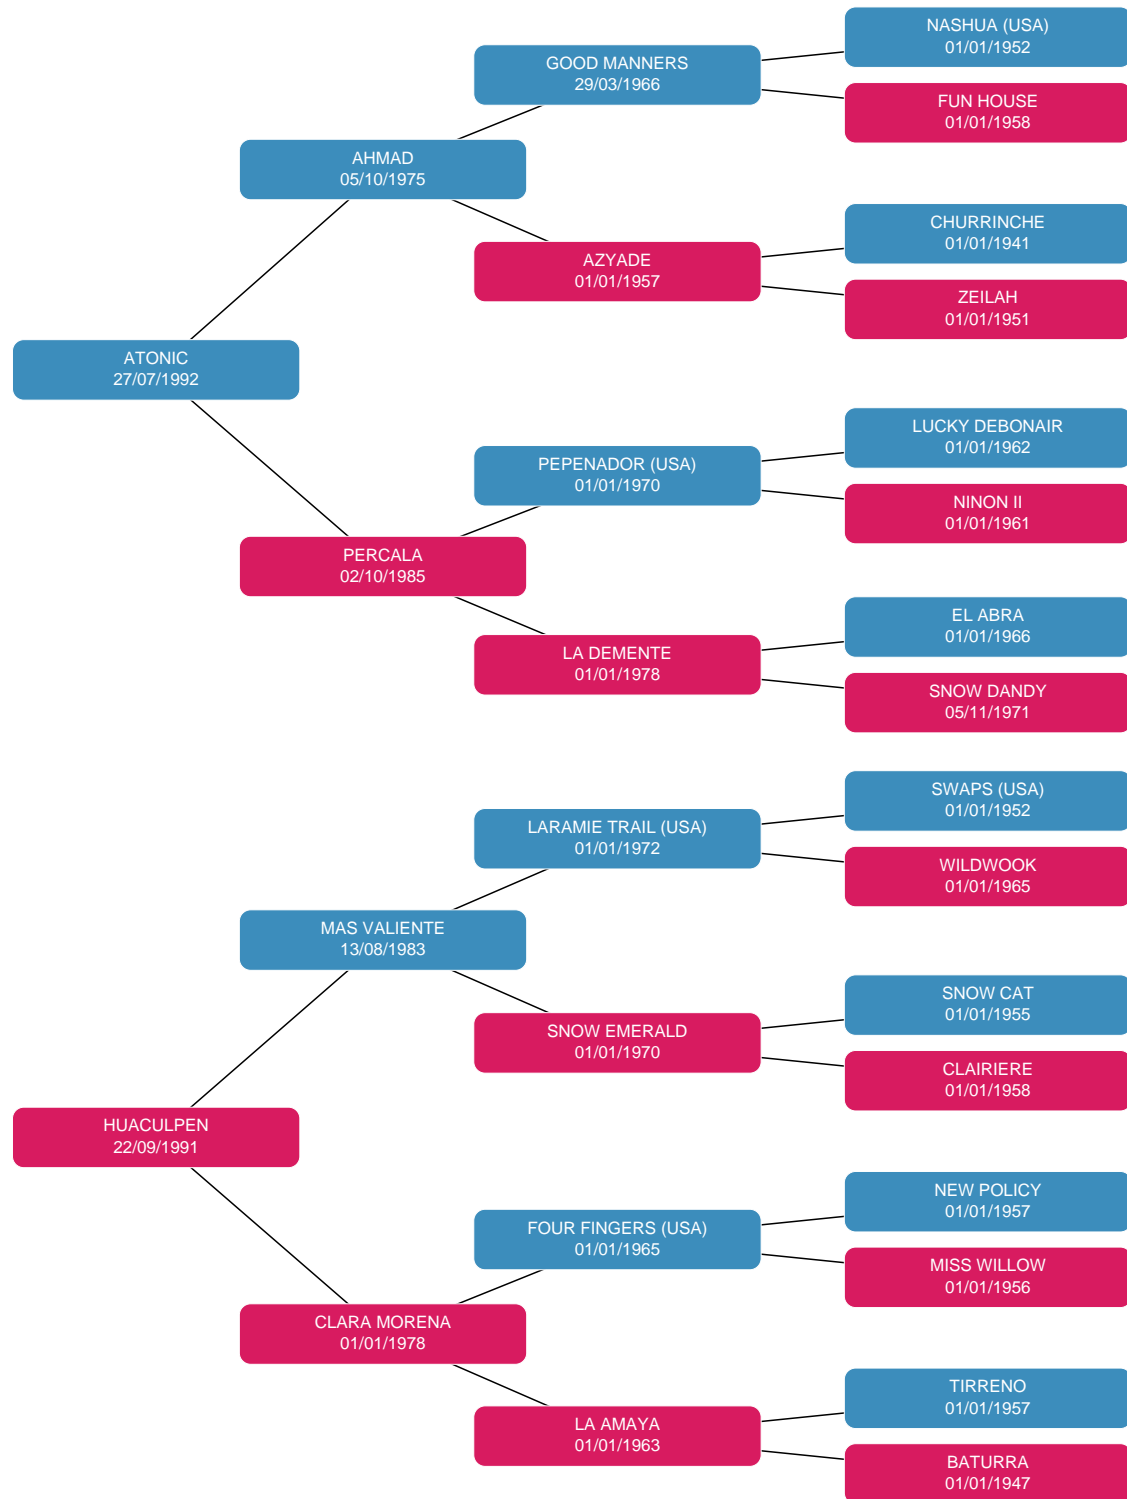 NASHUA (USA)
01/01/1952
GOOD MANNERS
29/03/1966
FUN HOUSE
01/01/1958
AHMAD
05/10/1975
CHURRINCHE
01/01/1941
AZYADE
01/01/1957
ZEILAH
01/01/1951
ATONIC
27/07/1992
LUCKY DEBONAIR
01/01/1962
PEPENADOR (USA)
01/01/1970
NINON II
01/01/1961
PERCALA
02/10/1985
EL ABRA
01/01/1966
LA DEMENTE
01/01/1978
SNOW DANDY
05/11/1971
SWAPS (USA)
01/01/1952
LARAMIE TRAIL (USA)
01/01/1972
WILDWOOK
01/01/1965
MAS VALIENTE
13/08/1983
SNOW CAT
01/01/1955
SNOW EMERALD
01/01/1970
CLAIRIERE
01/01/1958
HUACULPEN
22/09/1991
NEW POLICY
01/01/1957
FOUR FINGERS (USA)
01/01/1965
MISS WILLOW
01/01/1956
CLARA MORENA
01/01/1978
TIRRENO
01/01/1957
LA AMAYA
01/01/1963
BATURRA
01/01/1947